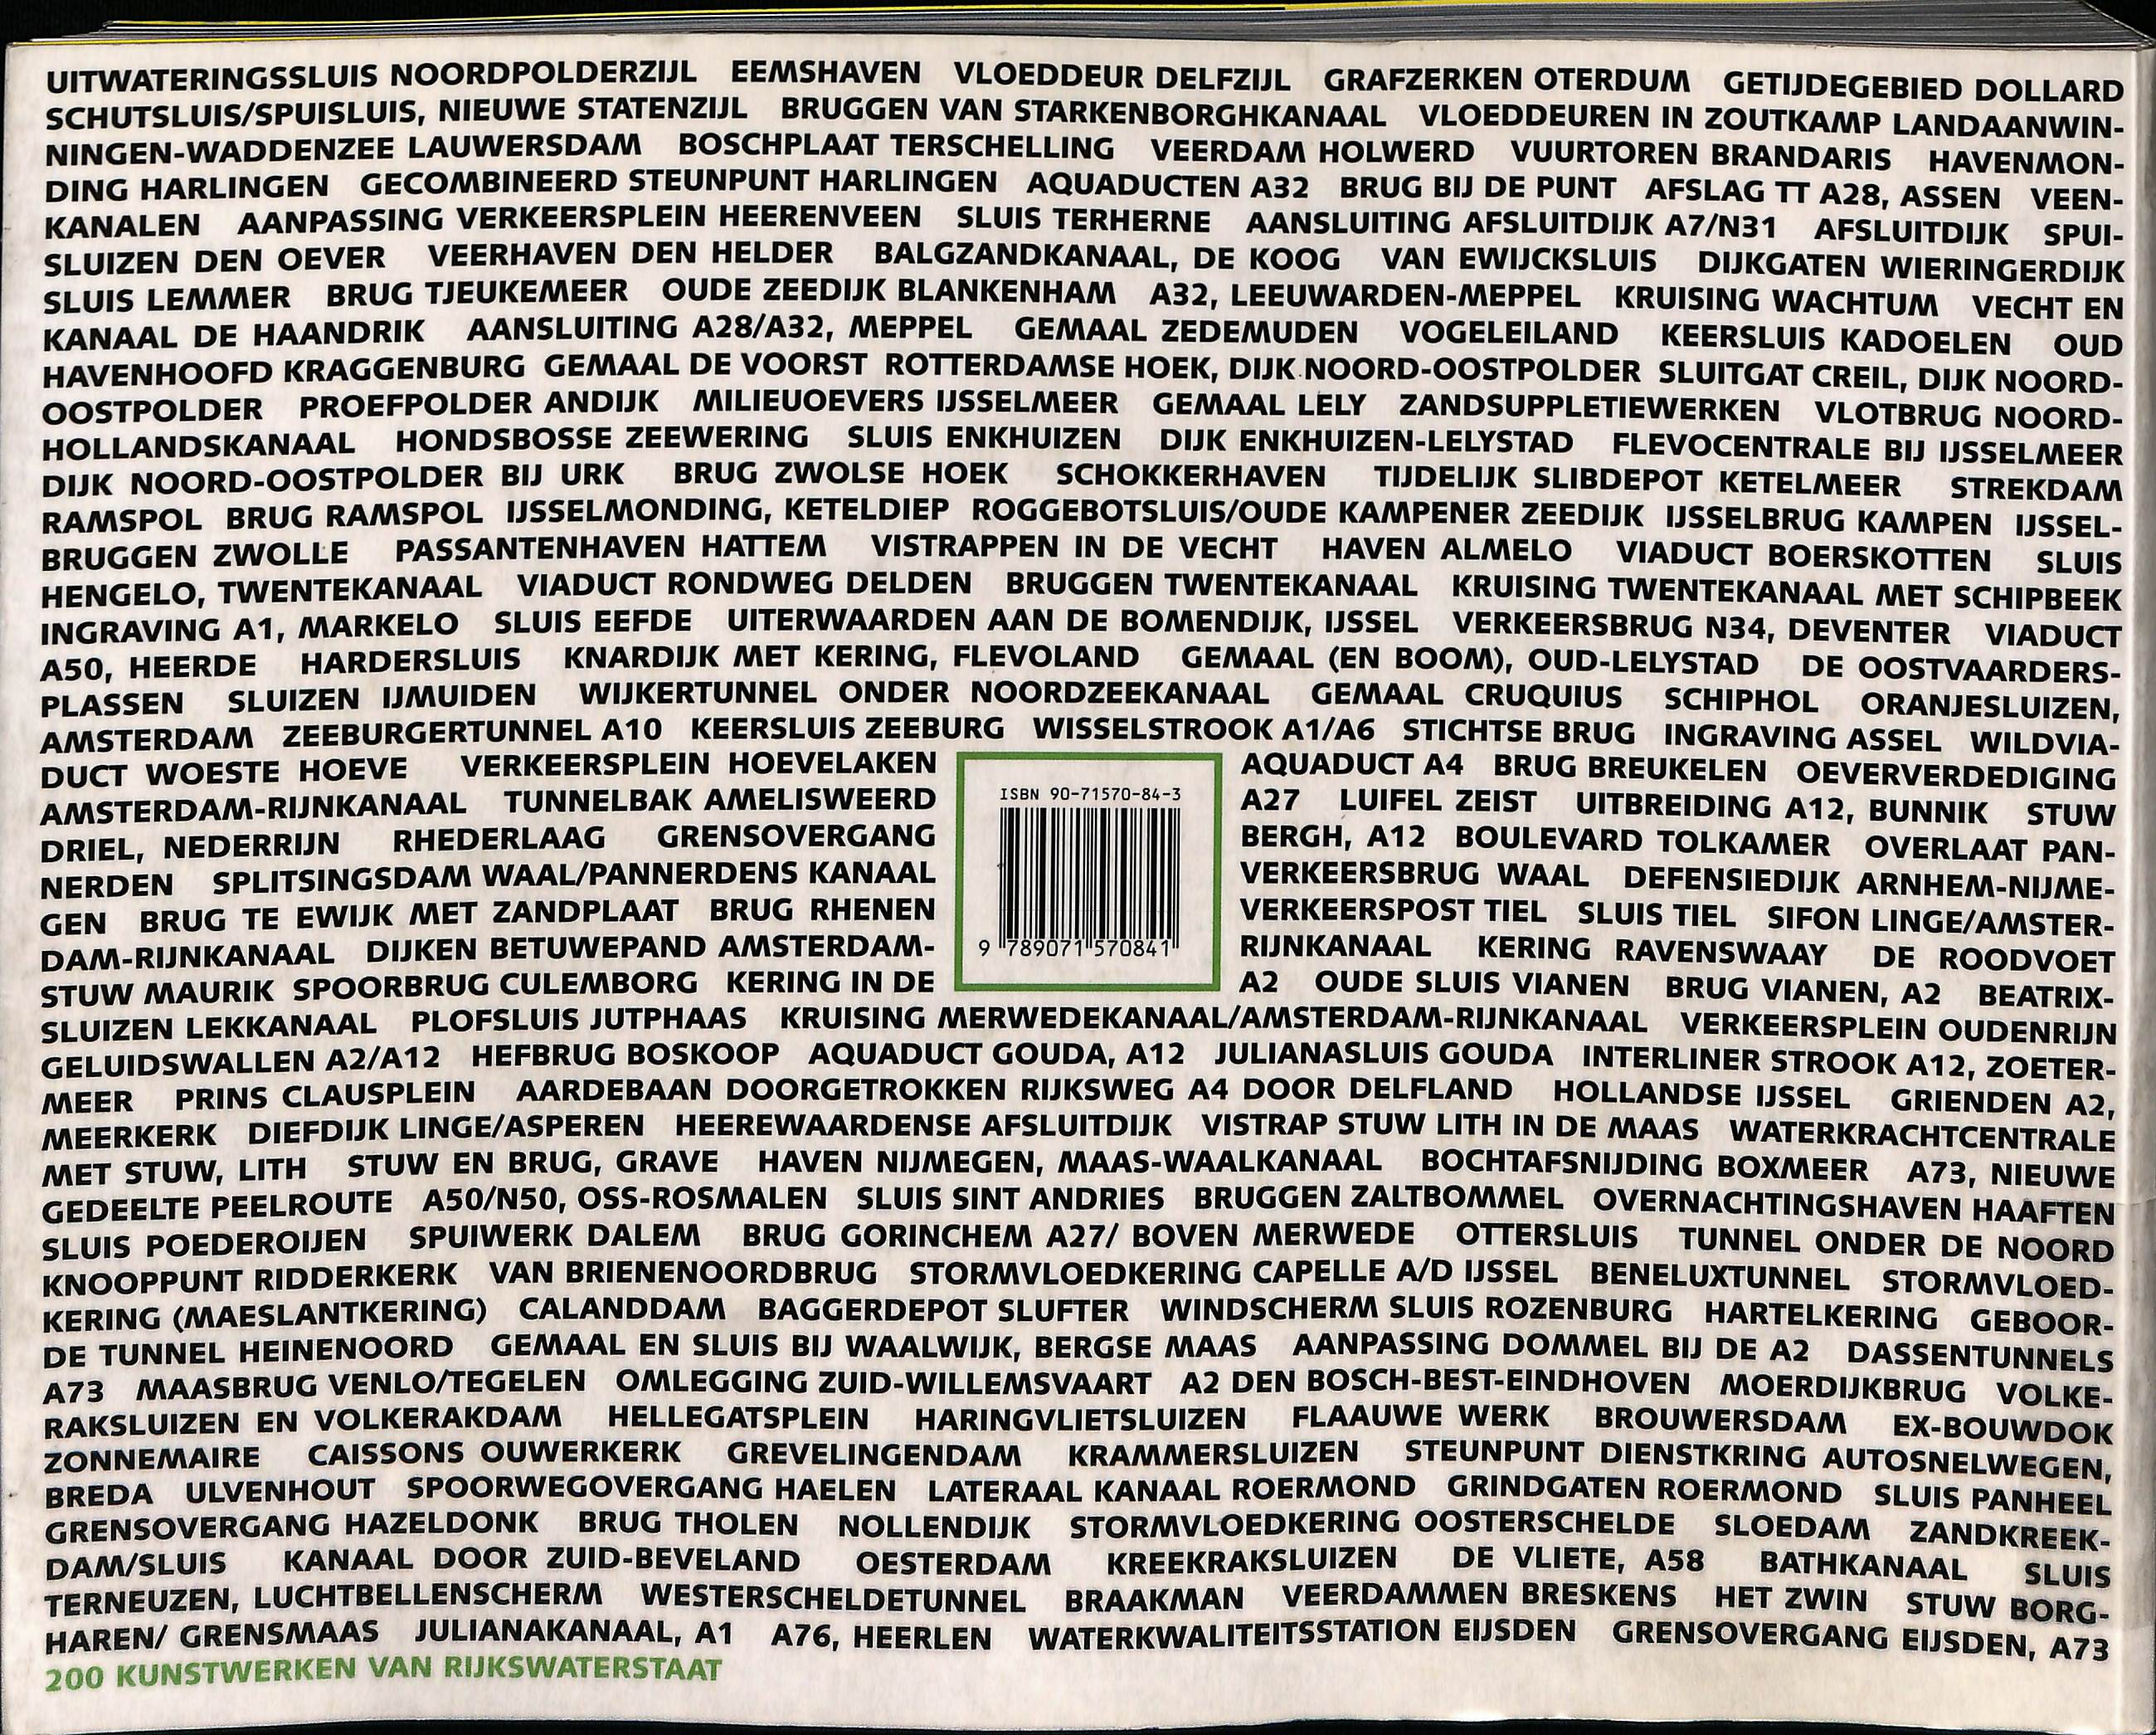 UITWATERINGSSLUIS NOORDPOLDERZIJL EEMSHAVEN VLOEDDEUR DELFZIJL GRAFZERKEN OTERDUM GETIJDEGEBIED DOLLARD
SCHUTSLUIS/SPUISLUIS, NIEUWE STATENZIJL BRUGGEN VAN STARKENBORGHKANAAL VLOEDDEUREN IN ZOUTKAMP LANDAANWIN-
NINGEN-WADDENZEE LAUWERSDAM BOSCHPLAAT TERSCHELLING VEERDAM HOLWERD VUURTOREN BRANDARIS HAVENMON-
DING HARLINGEN GECOMBINEERD STEUNPUNT HARLINGEN AQUADUCTEN A32 BRUG BIJ DE PUNT AFSLAG TT A28, ASSEN VEEN-
KANALEN AANPASSING VERKEERSPLEIN HEERENVEEN SLUIS TERHERNE AANSLUITING AFSLUITDIJK A7/N31 AFSLUITDIJK SPUI-
SLUIZEN DEN OEVER VEERHAVEN DEN HELDER BALGZANDKANAAL, DE KOOG VAN EWIJCKSLUIS DIJKGATEN WIERINGERDIJK
SLUIS LEMMER BRUG TJEUKEMEER OUDE ZEEDIJK BLANKENHAM A32, LEEUWARDEN-MEPPEL KRUISING WACHTUM VECHT EN
KANAAL DE HAANDRIK AANSLUITING A28/A32, MEPPEL GEMAAL ZEDEMUDEN VOGELEILAND KEERSLUIS KADOELEN OUD
HAVENHOOFD KRAGGENBURG GEMAAL DE VOORST ROTTERDAMSE HOEK, DIJK NOORD-OOSTPOLDER SLUITGAT CREIL, DIJK NOORD-
OOSTPOLDER PROEFPOLDER ANDIJK MILIEUOEVERS IJSSELMEER GEMAAL LELY ZANDSUPPLETIEWERKEN VLOTBRUG NOORD-
HOLLANDSKANAAL HONDSBOSSE ZEEWERING SLUIS ENKHUIZEN DIJK ENKHUIZEN-LELYSTAD FLEVOCENTRALE BIJ IJSSELMEER
DIJK NOORD-OOSTPOLDER BIJ URK BRUG ZWOLSE HOEK SCHOKKERHAVEN TIJDELIJK SLIBDEPOT KETELMEER STREKDAM
RAMSPOL BRUG RAMSPOL IJSSELMONDING, KETELDIEP ROGGEBOTSLUIS/OUDE KAMPENER ZEEDIJK IJSSELBRUG KAMPEN IJSSEL-
BRUGGEN ZWOLLE PASSANTENHAVEN HATTEM VISTRAPPEN IN DE VECHT HAVEN ALMELO VIADUCT BOERSKOTTEN SLUIS
HENGELO, TWENTEKANAAL VIADUCT RONDWEG DELDEN BRUGGEN TWENTEKANAAL KRUISING TWENTEKANAAL MET SCHIPBEEK
INGRAVING A1, MARKELO SLUIS EEFDE UITERWAARDEN AAN DE BOMENDIJK, IJSSEL VERKEERSBRUG N34, DEVENTER VIADUCT
A50, HEERDE HARDERSLUIS KNARDIJK MET KERING, FLEVOLAND GEMAAL (EN BOOM), OUD-LELYSTAD DE OOSTVAARDERS-
PLASSEN SLUIZEN IJMUIDEN WIJKERTUNNEL ONDER NOORDZEEKANAAL GEMAAL CRUQUIUS SCHIPHOL ORANJESLUIZEN,
AMSTERDAM ZEEBURGERTUNNEL A10 KEERSLUIS ZEEBURG WISSELSTROOK A1/A6 STICHTSE BRUG INGRAVING ASSEL WILDVIA-
DUCT WOESTE HOEVE VERKEERSPLEIN HOEVELAKEN AQUADUCT A4 BRUG BREUKELEN OEVERVERDEDIGING
AMSTERDAM-RIJNKANAAL TUNNELBAK AMELISWEERD A27 LUIFEL ZEIST UITBREIDING A12, BUNNIK STUW
DRIEL, NEDERRIJN RHEDERLAAG GRENSOVERGANG BERGH, A12 BOULEVARD TOLKAMER OVERLAAT PAN-
NERDEN SPLITSINGSDAM WAAL/PANNERDENS KANAAL VERKEERSBRUG WAAL DEFENSIEDIJK ARNHEM-NIJME-
GEN BRUG TE EWIJK MET ZANDPLAAT BRUG RHENEN VERKEERSPOST TIEL SLUIS TIEL SIFON LINGE/AMSTER-
DAM-RIJNKANAAL DIJKEN BETUWEPAND AMSTERDAM- RIJNKANAAL KERING RAVENSWAAY DE ROODVOET
STUW MAURIK SPOORBRUG CULEMBORG KERING IN DE A2 OUDE SLUIS VIANEN BRUG VIANEN, A2 BEATRIX-
ISBN 90-71570-84-3
9 789071 570841
SLUIZEN LEKKANAAL PLOFSLUIS JUTPHAAS KRUISING MERWEDEKANAAL/AMSTERDAM-RIJNKANAAL VERKEERSPLEIN OUDENRIJN
GELUIDSWALLEN A2/A12 HEFBRUG BOSKOOP AQUADUCT GOUDA, A12 JULIANASLUIS GOUDA INTERLINER STROOK A12, ZOETER-
MEER PRINS CLAUSPLEIN AARDEBAAN DOORGETROKKEN RIJKSWEG A4 DOOR DELFLAND HOLLANDSE IJSSEL GRIENDEN A2,
MEERKERK DIEFDIJK LINGE/ASPEREN HEEREWAARDENSE AFSLUITDIJK VISTRAP STUW LITH IN DE MAAS WATERKRACHTCENTRALE
MET STUW, LITH STUW EN BRUG, GRAVE HAVEN NIJMEGEN, MAAS-WAALKANAAL BOCHTAFSNIJDING BOXMEER A73, NIEUWE
GEDEELTE PEELROUTE A50/N50, OSS-ROSMALEN SLUIS SINT ANDRIES BRUGGEN ZALTBOMMEL OVERNACHTINGSHAVEN HAAFTEN
SLUIS POEDEROIJEN SPUIWERK DALEM BRUG GORINCHEM A27/ BOVEN MERWEDE OTTERSLUIS TUNNEL ONDER DE NOORD
KNOOPPUNT RIDDERKERK VAN BRIENENOORDBRUG STORMVLOEDKERING CAPELLE A/D IJSSEL BENELUXTUNNEL STORMVLOED-
KERING (MAESLANTKERING) CALANDDAM BAGGERDEPOT SLUFTER WINDSCHERM SLUIS ROZENBURG HARTELKERING GEBOOR-
DE TUNNEL HEINENOORD GEMAAL EN SLUIS BIJ WAALWIJK, BERGSE MAAS AANPASSING DOMMEL BIJ DE A2 DASSENTUNNELS
A73 MAASBRUG VENLO/TEGELEN OMLEGGING ZUID-WILLEMSVAART A2 DEN BOSCH-BEST-EINDHOVEN MOERDIJKBRUG VOLKE-
RAKSLUIZEN EN VOLKERAKDAM HELLEGATSPLEIN HARINGVLIETSLUIZEN FLAAUWE WERK BROUWERSDAM EX-BOUWDOK
ZONNEMAIRE CAISSONS OUWERKERK GREVELINGENDAM KRAMMERSLUIZEN STEUNPUNT DIENSTKRING AUTOSNELWEGEN,
BREDA ULVENHOUT SPOORWEGOVERGANG HAELEN LATERAAL KANAAL ROERMOND GRINDGATEN ROERMOND SLUIS PANHEEL
GRENSOVERGANG HAZELDONK BRUG THOLEN NOLLENDIJK STORMVLOEDKERING OOSTERSCHELDE SLOEDAM ZANDKREEK-
DAM/SLUIS KANAAL DOOR ZUID-BEVELAND OESTERDAM KREEKRAKSLUIZEN DE VLIETE, A58 BATHKANAAL SLUIS
TERNEUZEN, LUCHTBELLENSCHERM WESTERSCHELDETUNNEL BRAAKMAN VEERDAMMEN BRESKENS HET ZWIN STUW BORG-
HAREN/ GRENSMAAS JULIANAKANAAL, A1 A76, HEERLEN WATERKWALITEITSSTATION EIJSDEN GRENSOVERGANG EIJSDEN, A73
200 KUNSTWERKEN VAN RIJKSWATERSTAAT